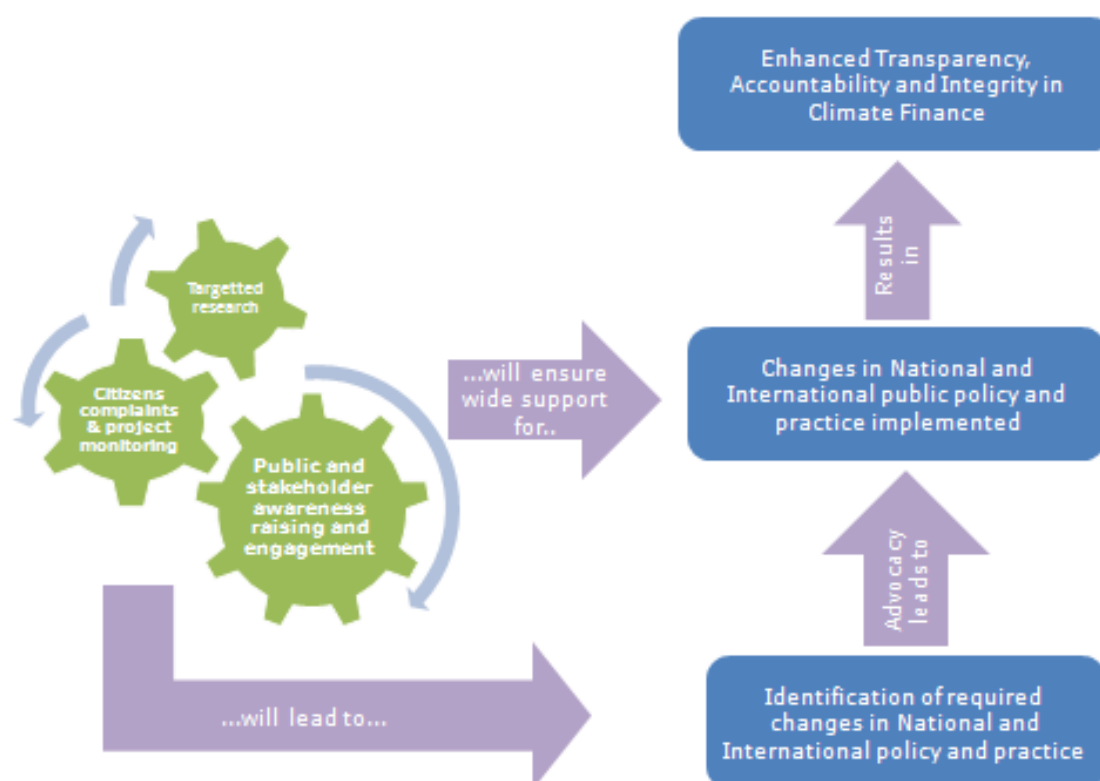 Enhanced Transparency,
Accountability and Integrity in
Climate Finance
Results
in
Targetted
research
Citizens
complaints
& project
monitoring
Public and
stakeholder
awareness
raising and
engagement
...will ensure
wide support
for..
Changes in National and
International public policy and
practice implemented
Advocacy
leads to
...will lead to...
Identification of required
changes in National and
International policy and practice